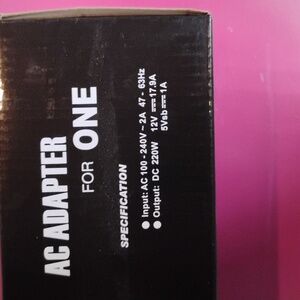 AC ADAPTER
FOR ONE
SPECIFICATION
● Input: AC 100 - 240V ~ 2A 47 - 63Hz
● Output: DC 220W 12V ⎓ 17.9A
5Vsb ⎓ 1A